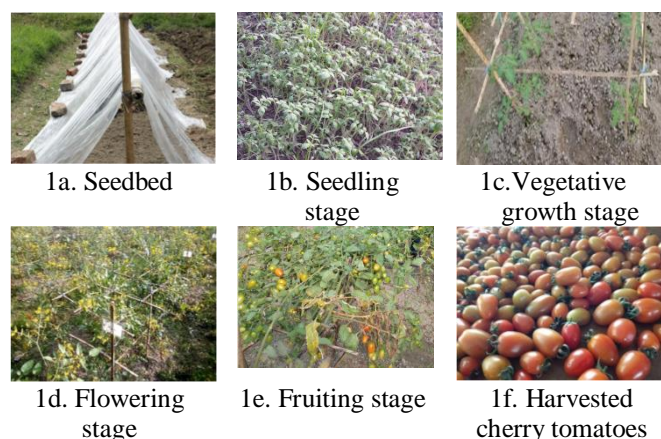 1a. Seedbed
1b. Seedling
stage
1c.Vegetative
growth stage
1d. Flowering
stage
1e. Fruiting stage
1f. Harvested
cherry tomatoes